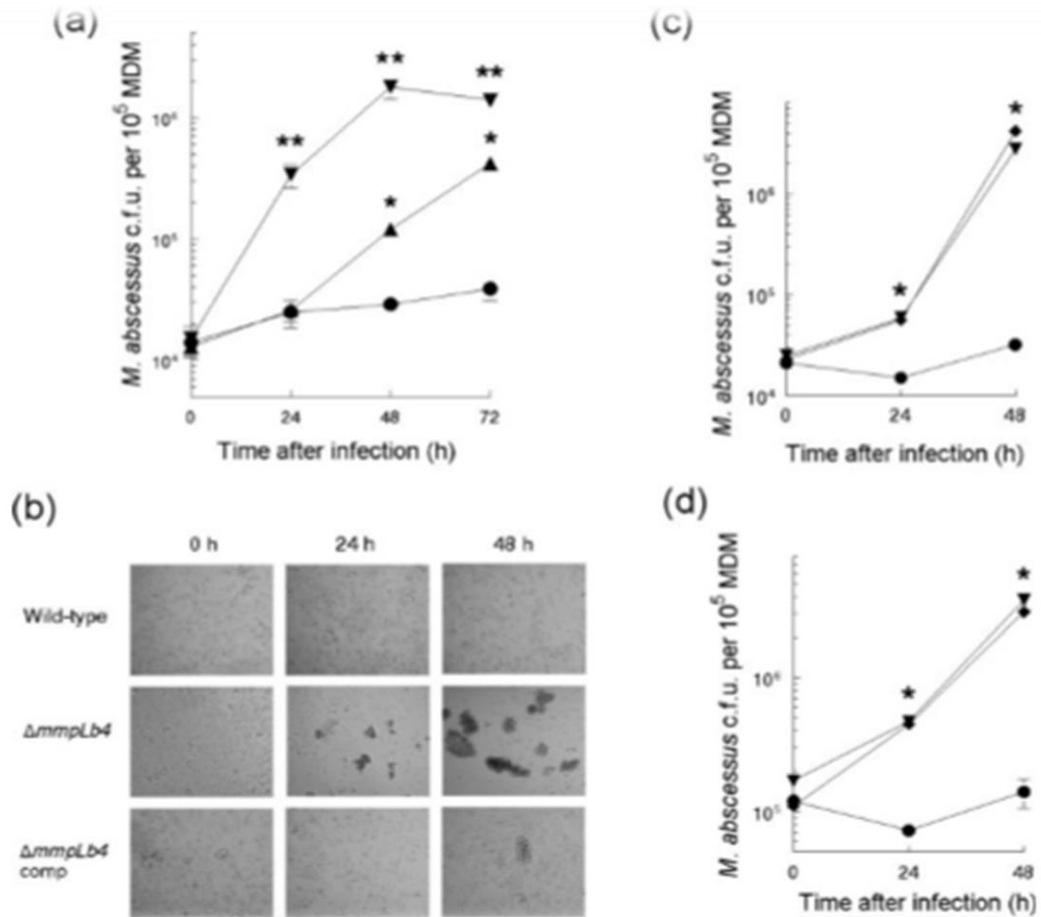 (a)
M. abscessus c.f.u. per 10⁵ MDM
10⁶
10⁵
10⁴
** ** **
* *
0 24 48 72
Time after infection (h)
(c)
M. abscessus c.f.u. per 10⁵ MDM
10⁶
10⁵
10⁴
* *
0 24 48
Time after infection (h)
(b)
0 h 24 h 48 h
Wild-type
ΔmmpLb4
ΔmmpLb4
comp
(d)
M. abscessus c.f.u. per 10⁵ MDM
10⁶
10⁵
* *
0 24 48
Time after infection (h)